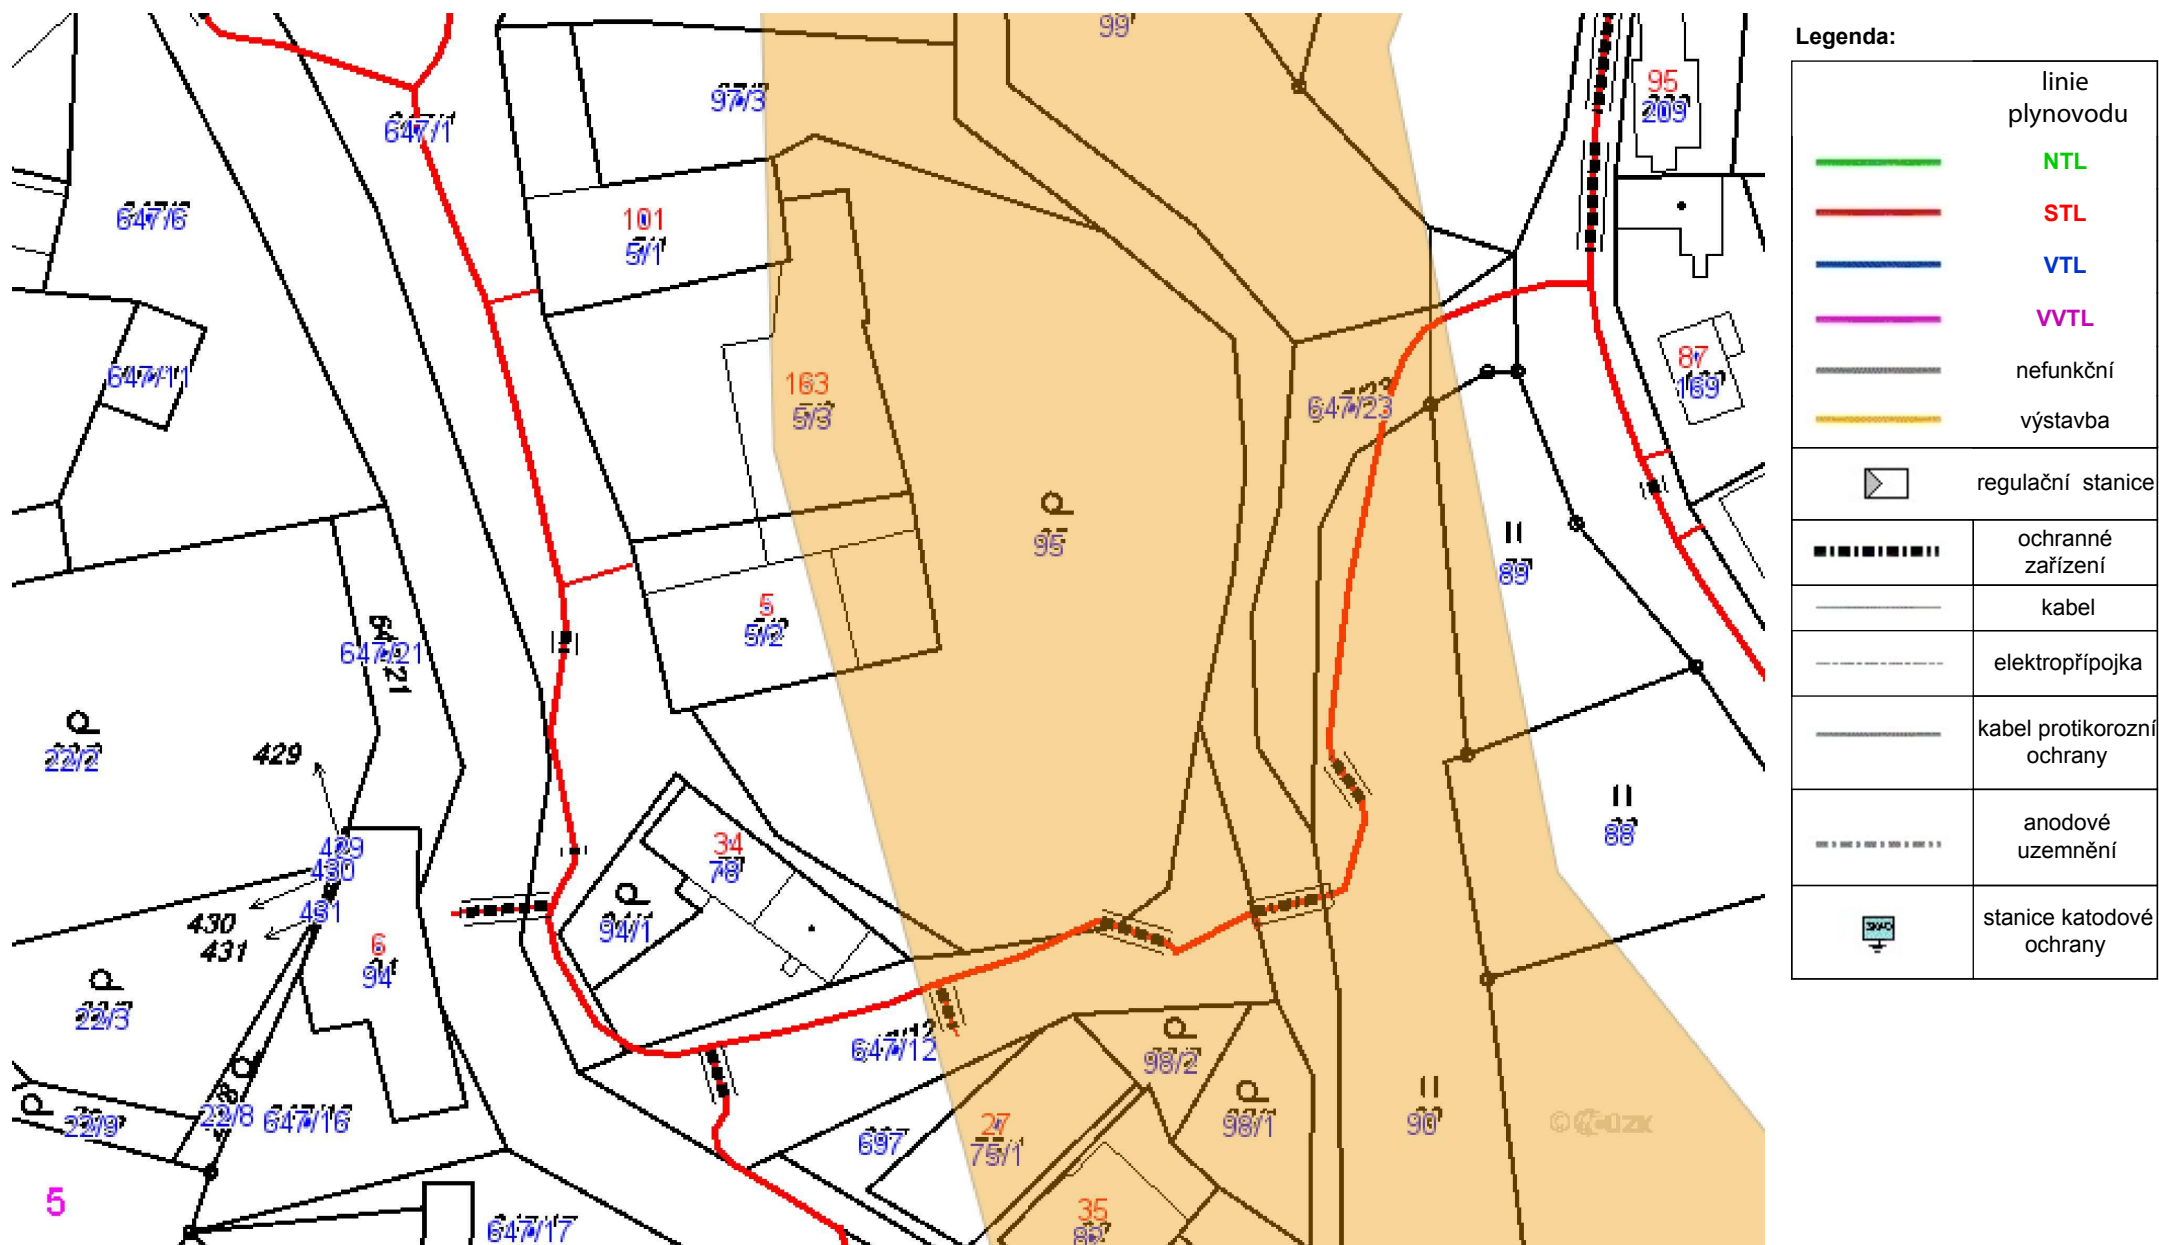 99
97/3
647/1
95
209
647/6
101
5/1
647/11
163
5/3
87
169
647/23
95
89
5
5/2
647/21
22/2
429
88
34
78
429
430
431
430
431
94/1
6
94
22/3
647/12
98/2
22/8
647/16
22/9
697
27
75/1
98/1
90
5
647/17
35
Legenda:
linie
plynovodu
NTL
STL
VTL
VVTL
nefunkční
výstavba
regulační stanice
ochranné
zařízení
kabel
elektropřípojka
kabel protikorozní
ochrany
anodové
uzemnění
stanice katodové
ochrany